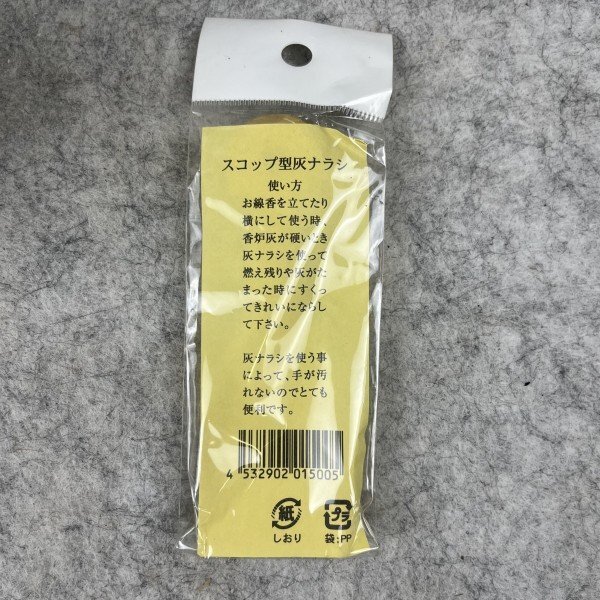 スコップ型灰ナラシ
使い方
お線香を立てたり
横にして使う時、
香炉灰が硬いとき
灰ナラシを使って
燃え残りや灰がた
まった時にすくっ
てきれいにならし
て下さい。
灰ナラシを使う事
によって、手が汚
れないのでとても
便利です。
4 532902 015005
紙 プラ
しおり 袋:PP